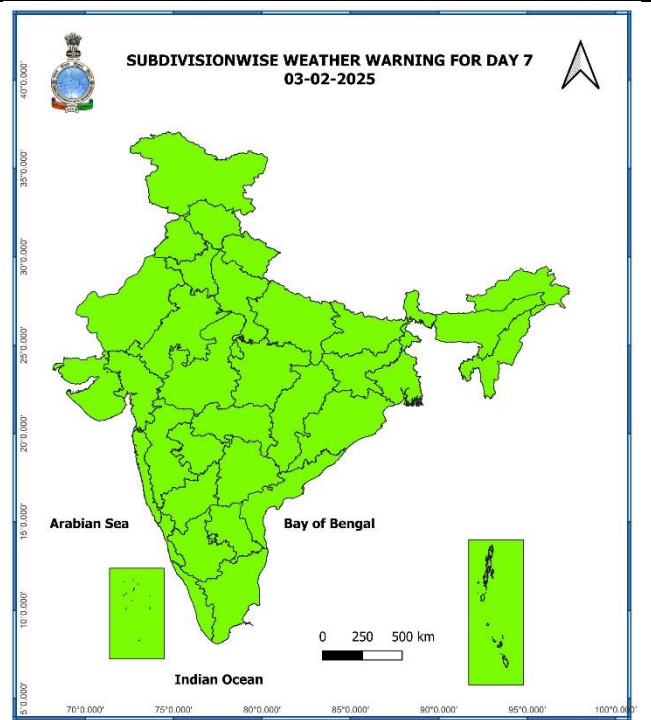 SUBDIVISIONWISE WEATHER WARNING FOR DAY 7
03-02-2025
40°0.000'
35°0.000'
30°0.000'
25°0.000'
20°0.000'
15°0.000'
10°0.000'
5°0.000'
Arabian Sea
Bay of Bengal
0 250 500 km
Indian Ocean
70°0.000' 75°0.000' 80°0.000' 85°0.000' 90°0.000' 95°0.000' 100°0.000'